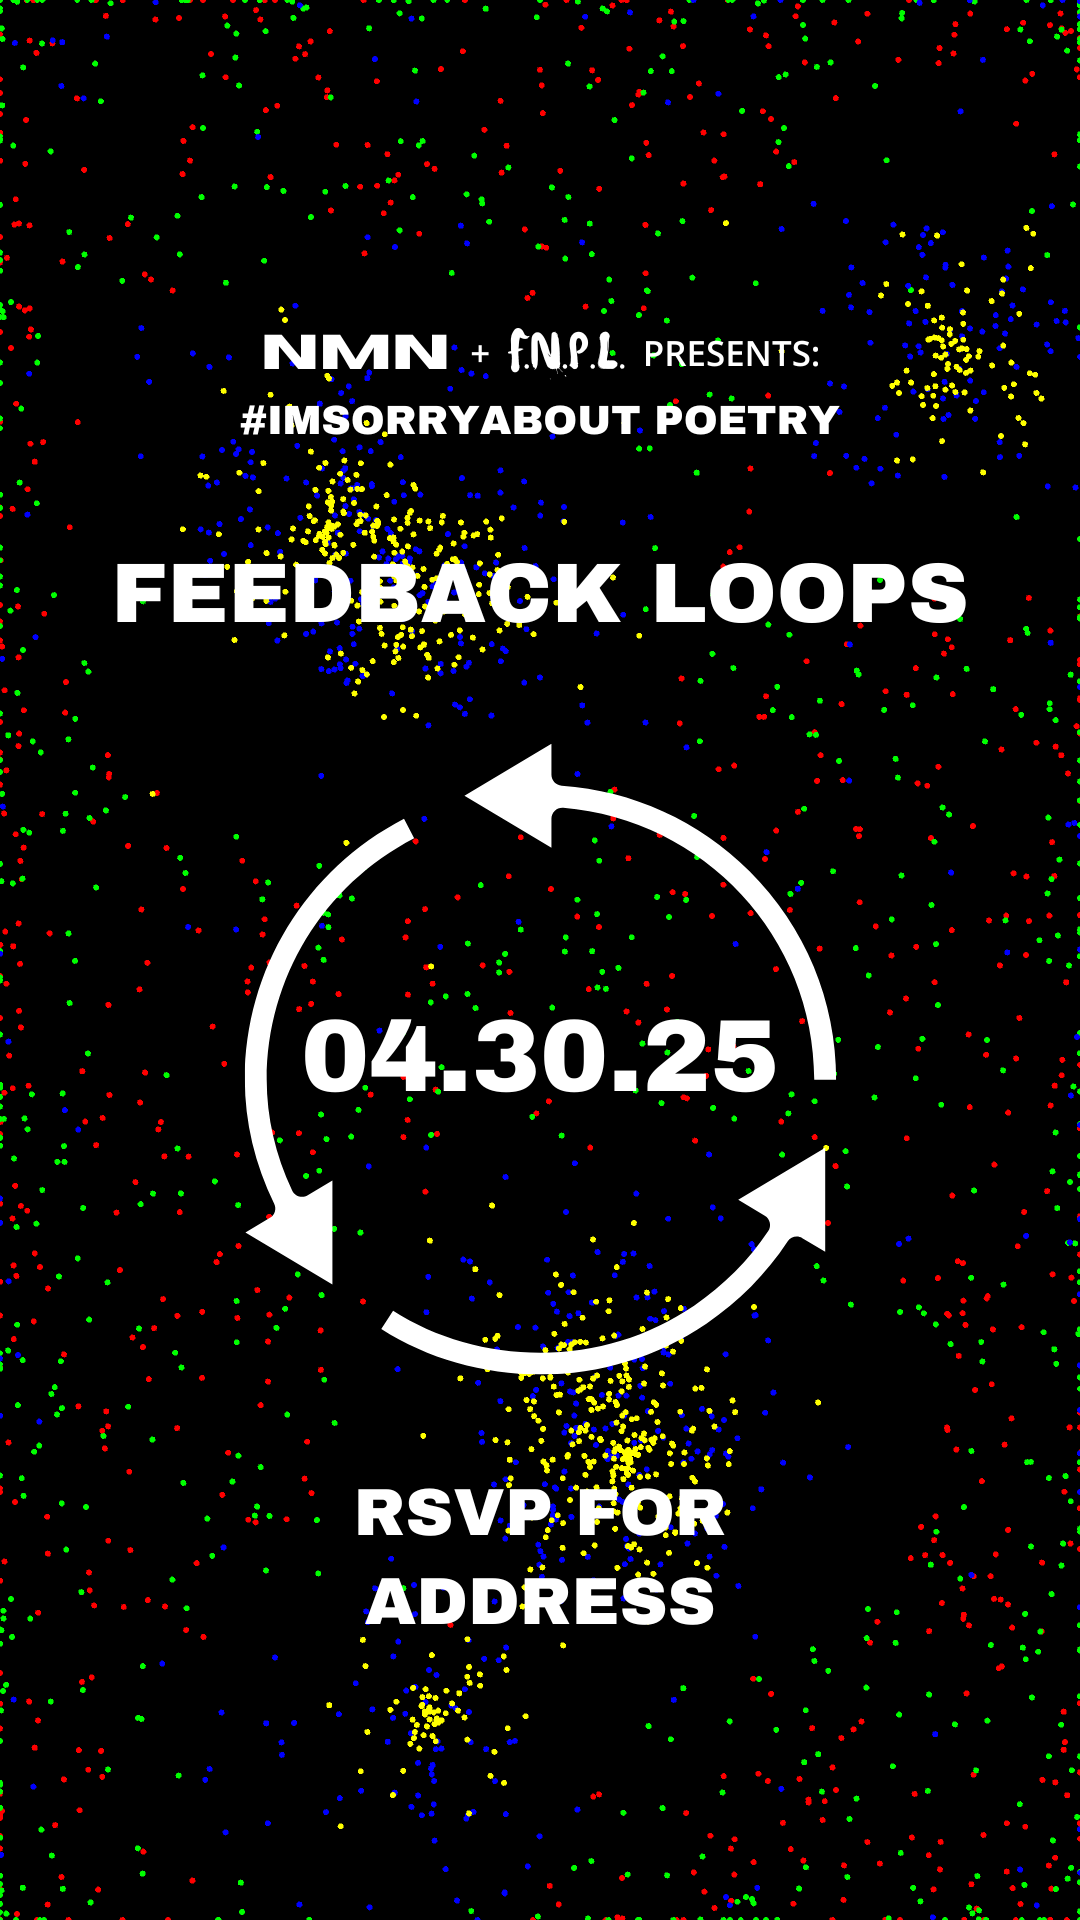 NMN + F.N.P.L. PRESENTS:
#IMSORRYABOUT POETRY
FEEDBACK LOOPS
04.30.25
RSVP FOR
ADDRESS